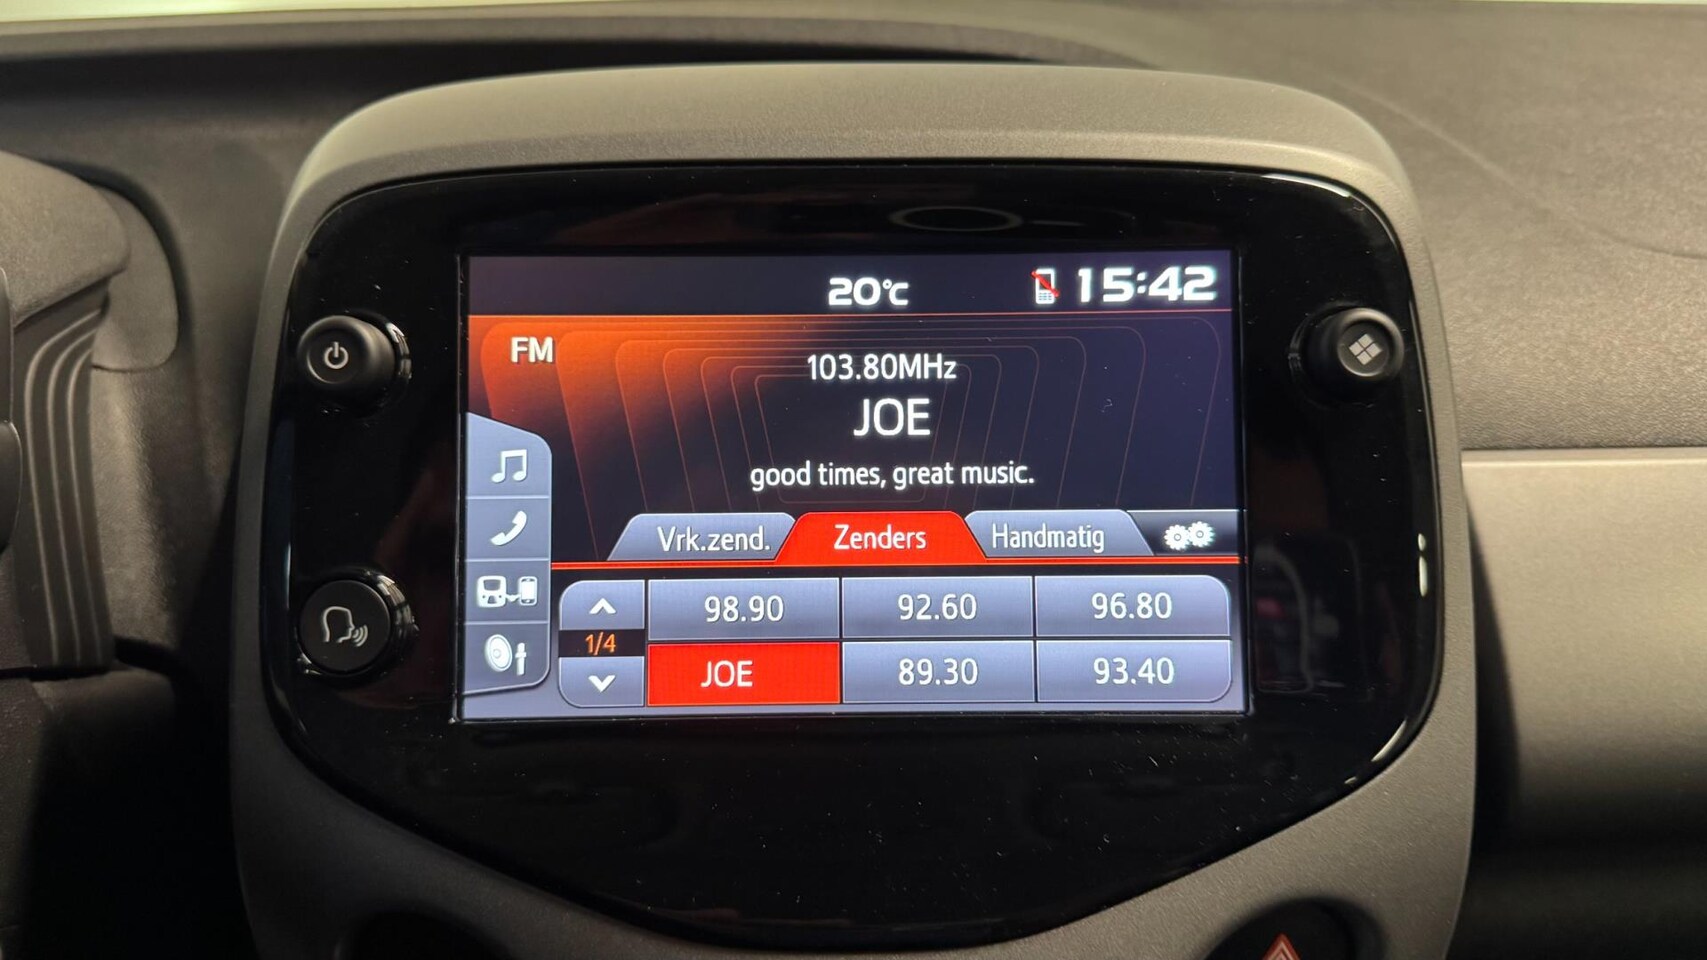 20°C 15:42
FM
103.80MHz
JOE
good times, great music.
Vrk.zend. Zenders Handmatig
98.90 92.60 96.80
1/4
JOE 89.30 93.40